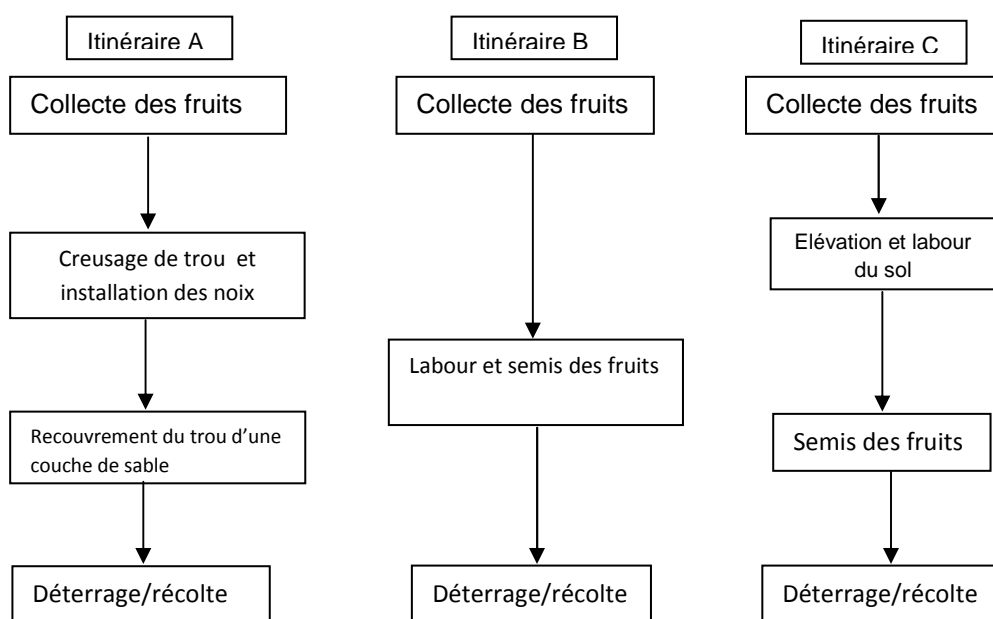 Itinéraire A
Collecte des fruits
Creusage de trou et
installation des noix
Recouvrement du trou d'une
couche de sable
Déterrage/récolte
Itinéraire B
Collecte des fruits
Labour et semis des fruits
Déterrage/récolte
Itinéraire C
Collecte des fruits
Elévation et labour
du sol
Semis des fruits
Déterrage/récolte